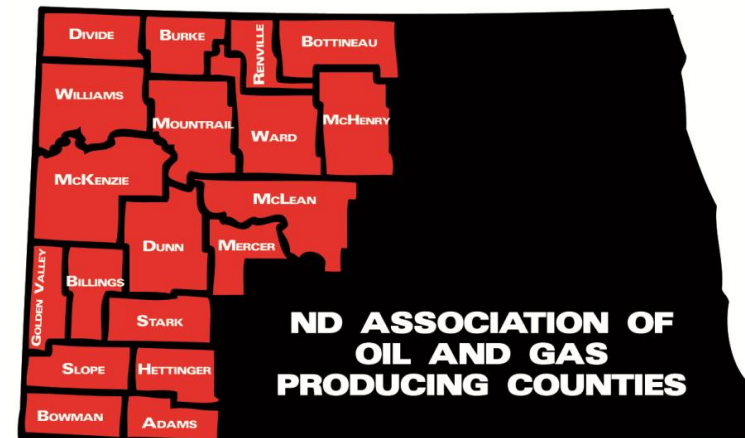 DIVIDE
BURKE
RENVILLE
BOTTINEAU
WILLIAMS
MOUNTRAIL
WARD
MCHENRY
MCKENZIE
MCLEAN
DUNN
MERCER
GOLDEN VALLEY
BILLINGS
STARK
SLOPE
HETTINGER
BOWMAN
ADAMS
ND ASSOCIATION OF
OIL AND GAS
PRODUCING COUNTIES